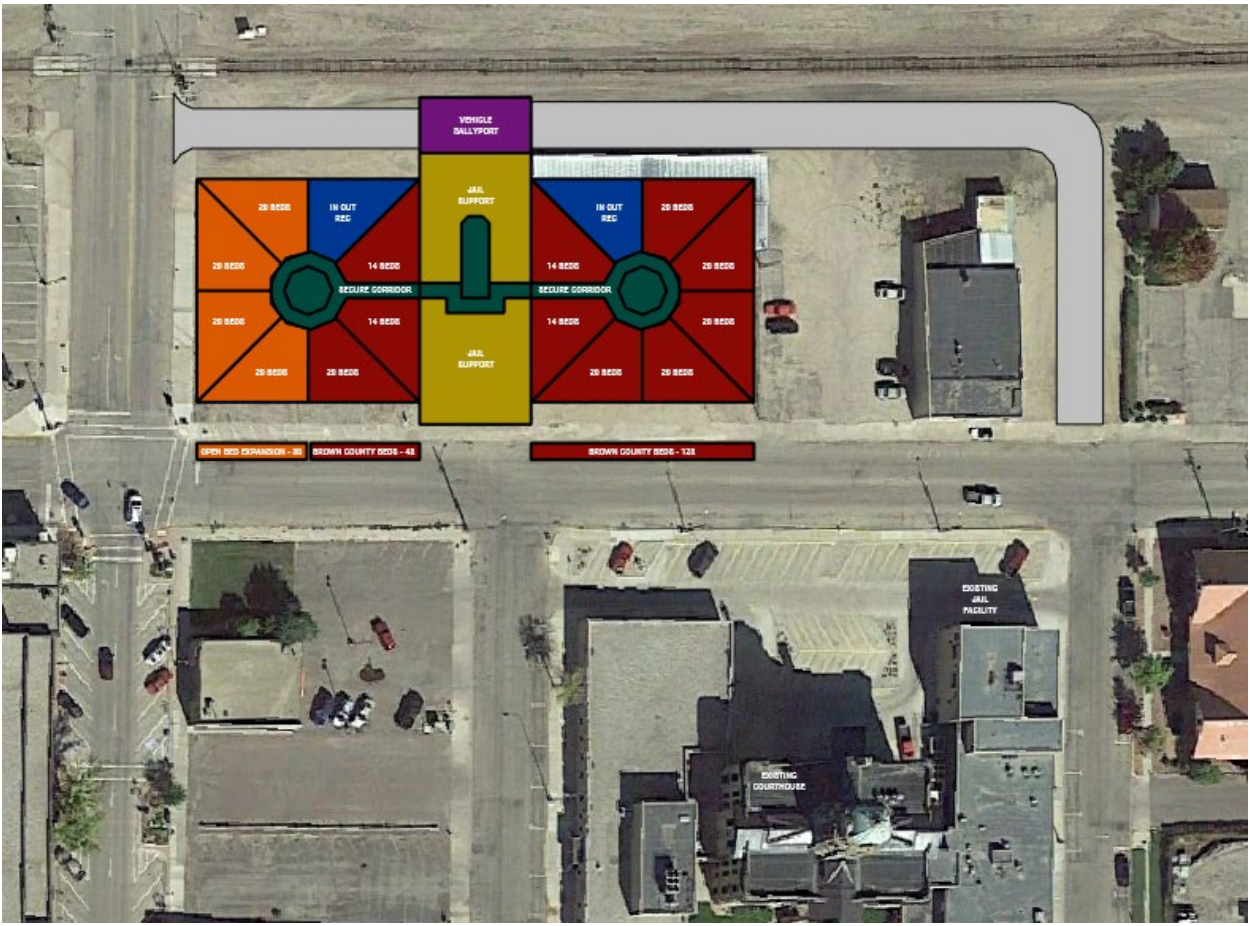 VEHICLE
SALLYPORT
20 BEDS
IN OUT
REG
JAIL
SUPPORT
IN OUT
REG
20 BEDS
20 BEDS
14 BEDS
14 BEDS
20 BEDS
SECURE CORRIDOR
SECURE CORRIDOR
20 BEDS
14 BEDS
14 BEDS
20 BEDS
20 BEDS
20 BEDS
JAIL
SUPPORT
20 BEDS
20 BEDS
OPEN BED EXPANSION - 80
BROWN COUNTY BEDS - 48
BROWN COUNTY BEDS - 128
EXISTING
JAIL
FACILITY
EXISTING
COURTHOUSE